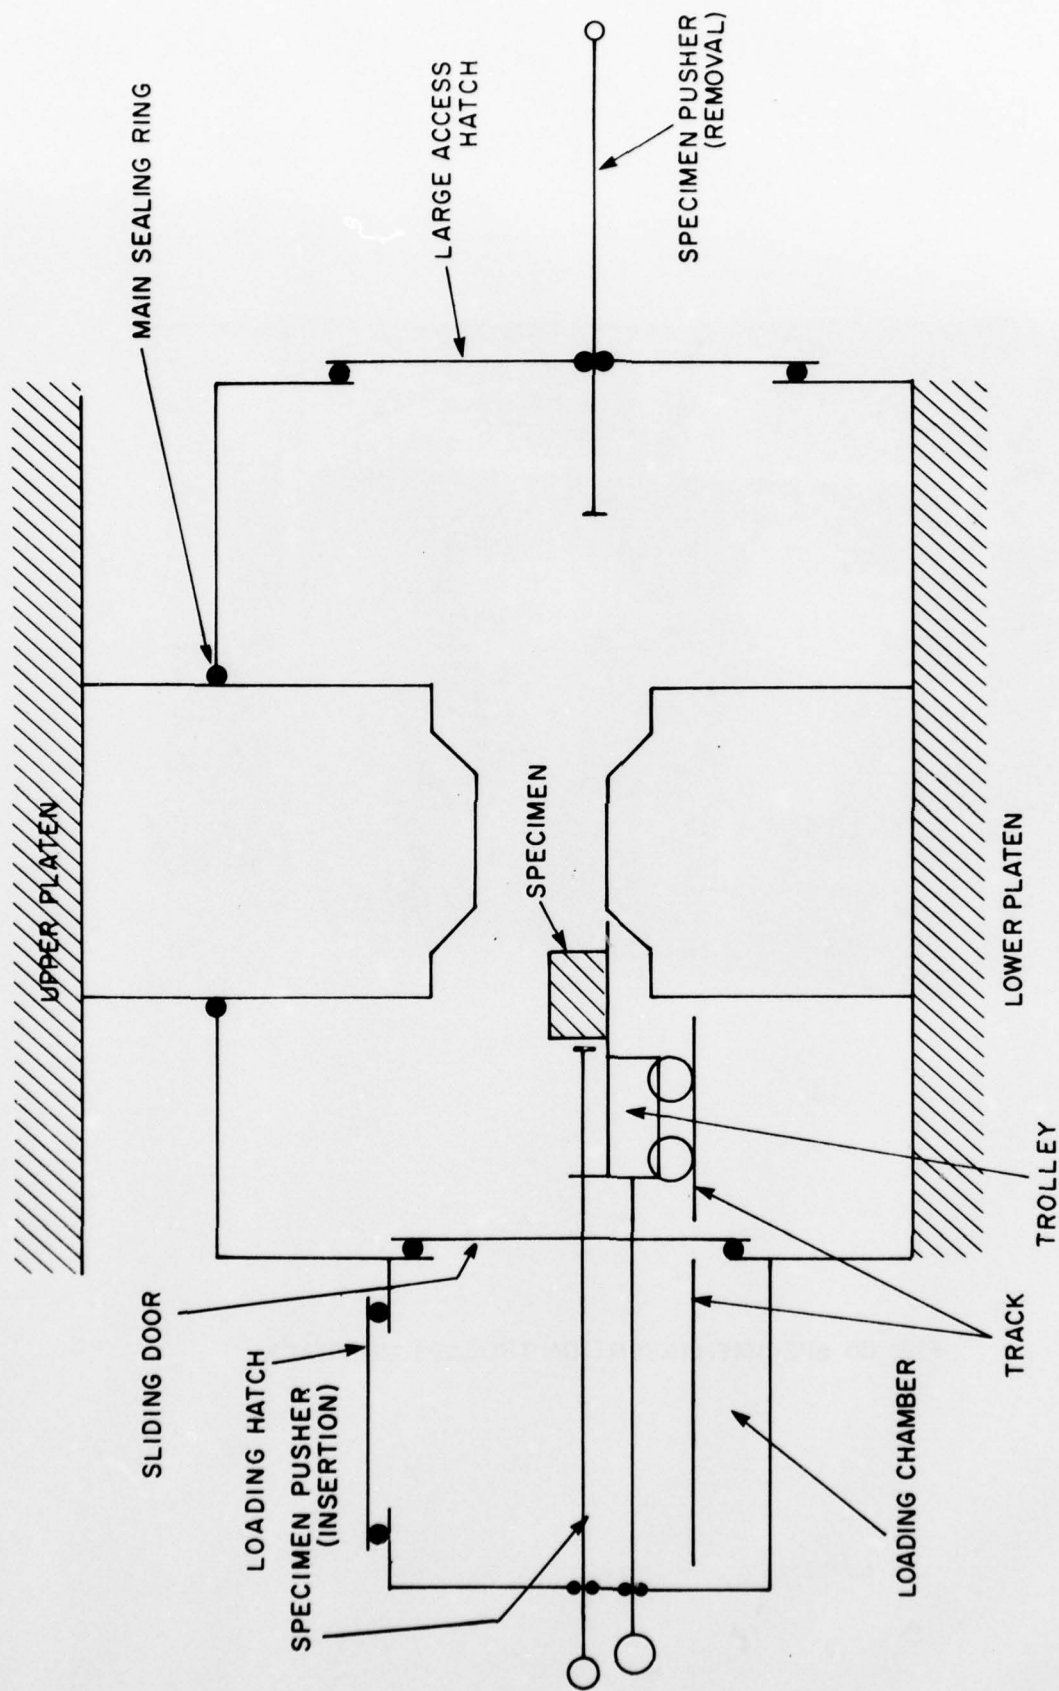 UPPER PLATEN
MAIN SEALING RING
LARGE ACCESS
HATCH
SPECIMEN PUSHER
(REMOVAL)
SPECIMEN
SLIDING DOOR
LOADING HATCH
SPECIMEN PUSHER
(INSERTION)
LOADING CHAMBER
TRACK
TROLLEY
LOWER PLATEN